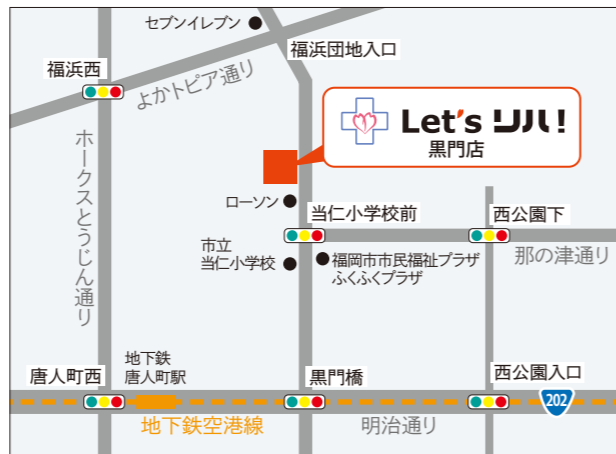 セブンイレブン
福浜団地入口
福浜西
よかトピア通り
Let's リハ!
黒門店
ホークスとうじん通り
ローソン
当仁小学校前
西公園下
市立
当仁小学校
福岡市市民福祉プラザ
ふくふくプラザ
那の津通り
地下鉄
唐人町駅
唐人町西
黒門橋
西公園入口
202
地下鉄空港線
明治通り